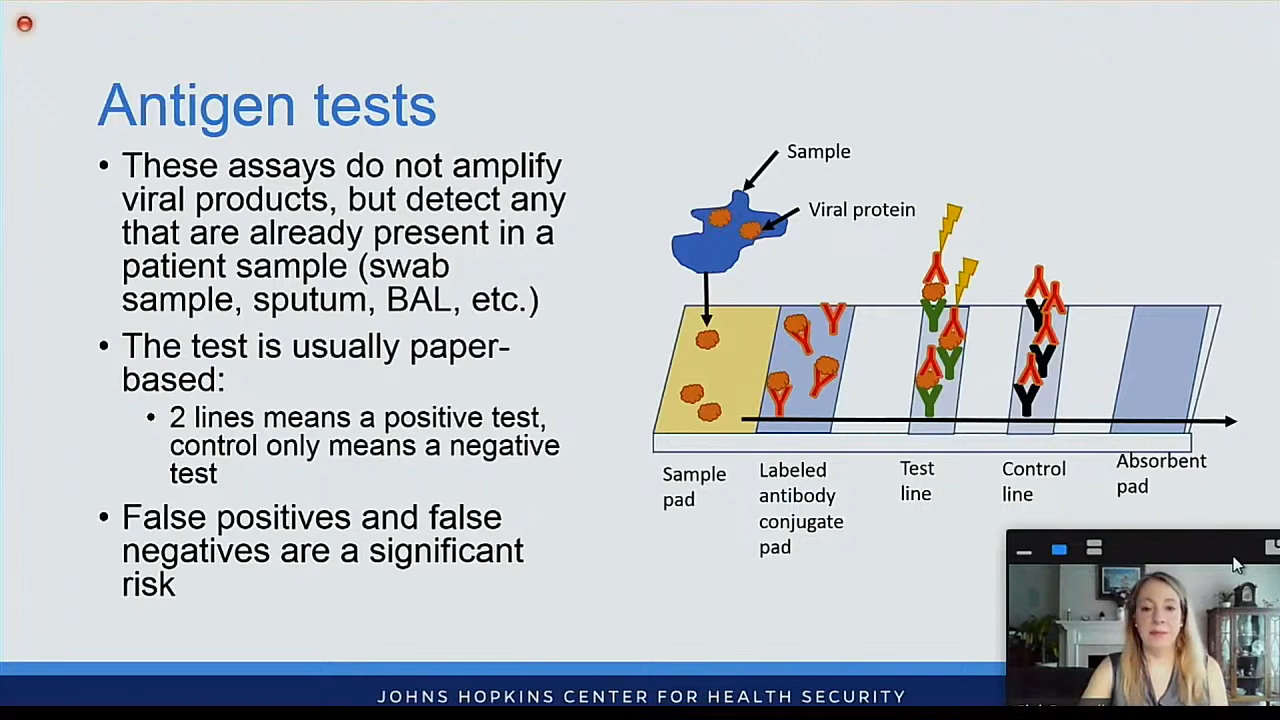 Antigen tests
• These assays do not amplify
viral products, but detect any
that are already present in a
patient sample (swab
sample, sputum, BAL, etc.)
• The test is usually paper-
based:
• 2 lines means a positive test,
control only means a negative
test
• False positives and false
negatives are a significant
risk
Sample
Viral protein
Sample
pad
Labeled
antibody
conjugate
pad
Test
line
Control
line
Absorbent
pad
JOHNS HOPKINS CENTER FOR HEALTH SECURITY